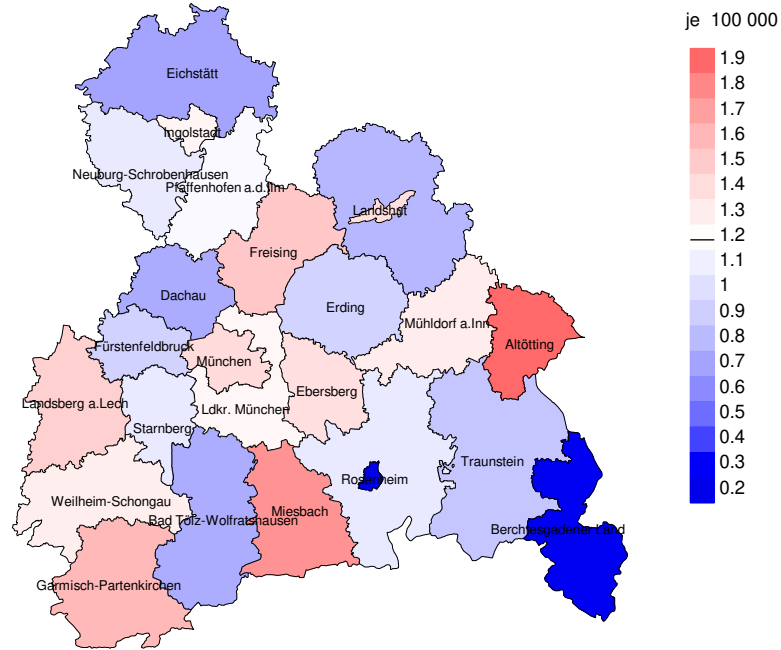 je 100 000
1.9
1.8
1.7
1.6
1.5
1.4
1.3
1.2
1.1
1
0.9
0.8
0.7
0.6
0.5
0.4
0.3
0.2
Eichstätt
Ingolstadt
Neuburg-Schrobenhausen
Pfaffenhofen a.d.Ilm
Landshut
Freising
Dachau
Erding
Mühldorf a.Inn
Altötting
Fürstenfeldbruck
München
Ebersberg
Landsberg a.Lech
Ldkr. München
Starnberg
Traunstein
Rosenheim
Weilheim-Schongau
Miesbach
Bad Tölz-Wolfratshausen
Berchtesgadener Land
Garmisch-Partenkirchen